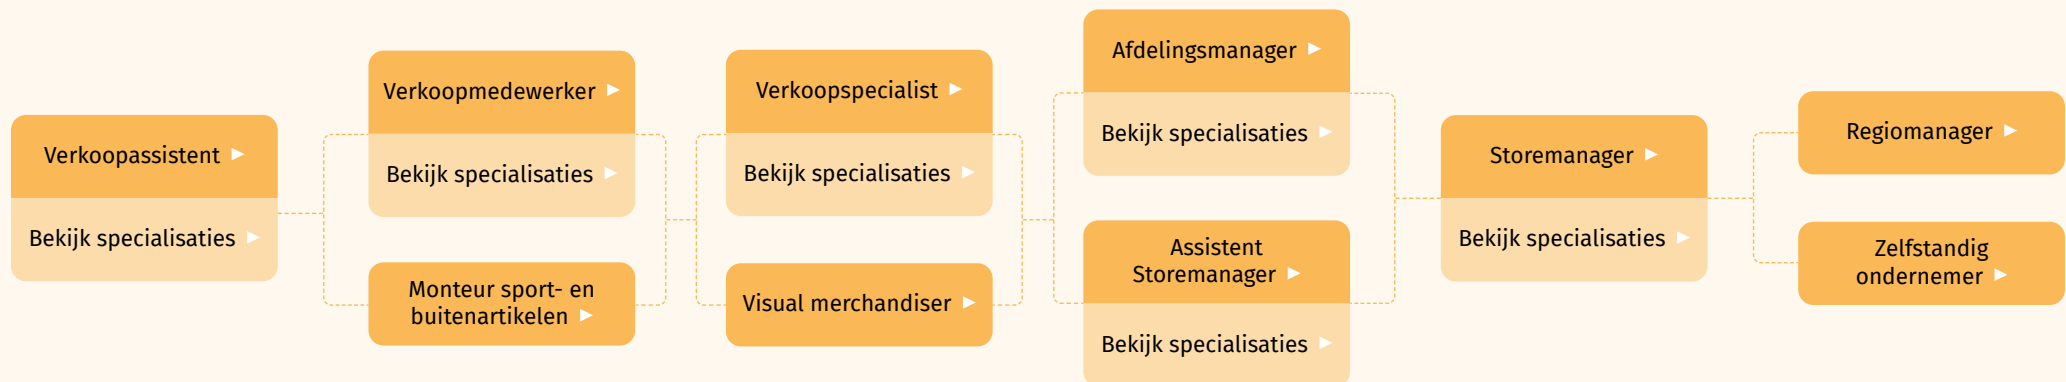 Verkoopassistent
Bekijk specialisaties
Verkoopmedewerker
Bekijk specialisaties
Monteur sport- en
buitenartikelen
Verkoopspecialist
Bekijk specialisaties
Visual merchandiser
Afdelingsmanager
Bekijk specialisaties
Assistent
Storemanager
Bekijk specialisaties
Storemanager
Bekijk specialisaties
Regiomanager
Zelfstandig
ondernemer